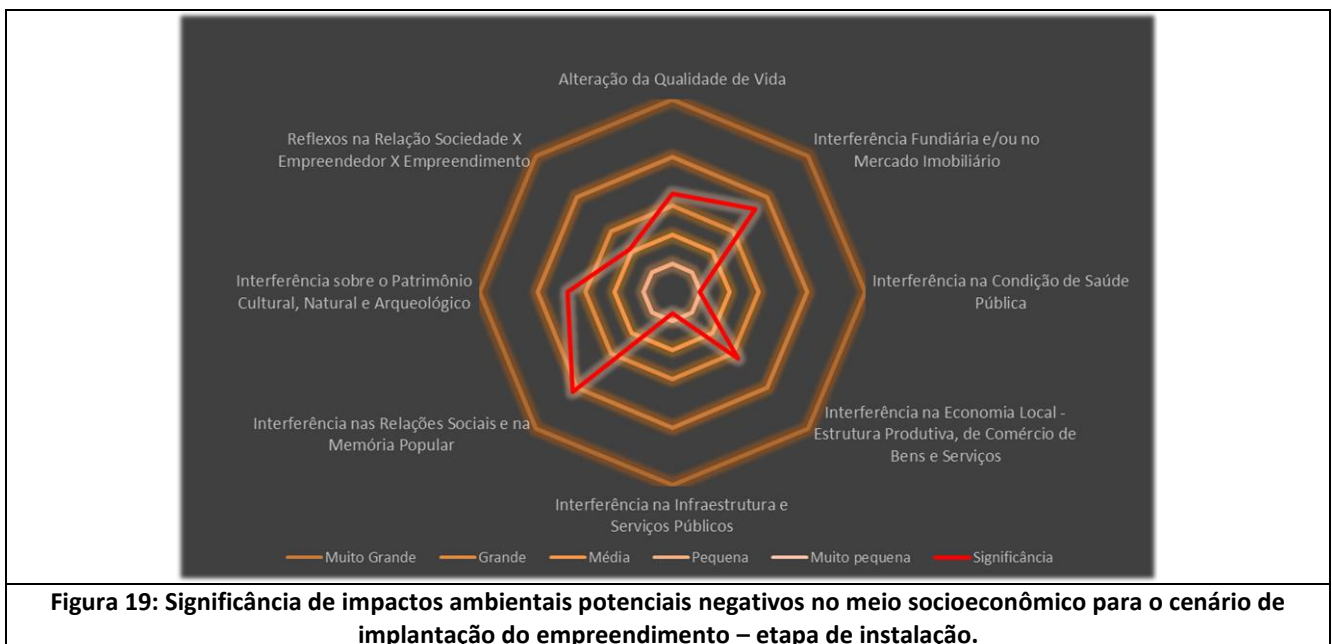 Alteração da Qualidade de Vida
Reflexos na Relação Sociedade X
Empreendedor X Empreendimento
Interferência Fundiária e/ou no
Mercado Imobiliário
Interferência sobre o Patrimônio
Cultural, Natural e Arqueológico
Interferência na Condição de Saúde
Pública
Interferência nas Relações Sociais e na
Memória Popular
Interferência na Economia Local -
Estrutura Produtiva, de Comércio de
Bens e Serviços
Interferência na Infraestrutura e
Serviços Públicos
Muito Grande Grande Média Pequena Muito pequena Significância
Figura 19: Significância de impactos ambientais potenciais negativos no meio socioeconômico para o cenário de
implantação do empreendimento – etapa de instalação.